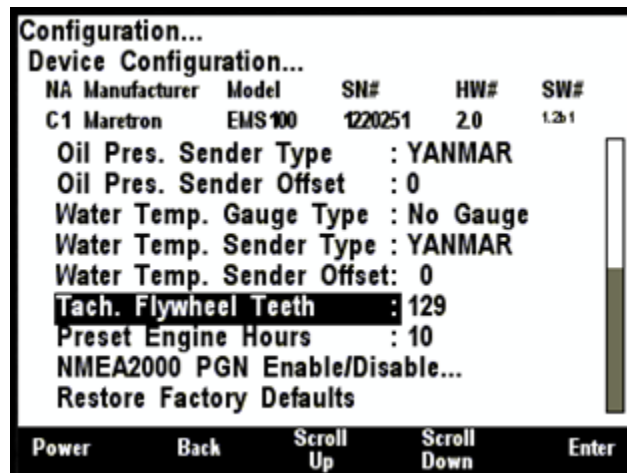 Configuration...
Device Configuration...
NA Manufacturer Model SN# HW# SW#
C1 Maretron EMS100 1220251 2.0 1.2b1
Oil Pres. Sender Type : YANMAR
Oil Pres. Sender Offset : 0
Water Temp. Gauge Type : No Gauge
Water Temp. Sender Type : YANMAR
Water Temp. Sender Offset: 0
Tach. Flywheel Teeth : 129
Preset Engine Hours : 10
NMEA2000 PGN Enable/Disable...
Restore Factory Defaults
Power Back Scroll Up Scroll Down Enter